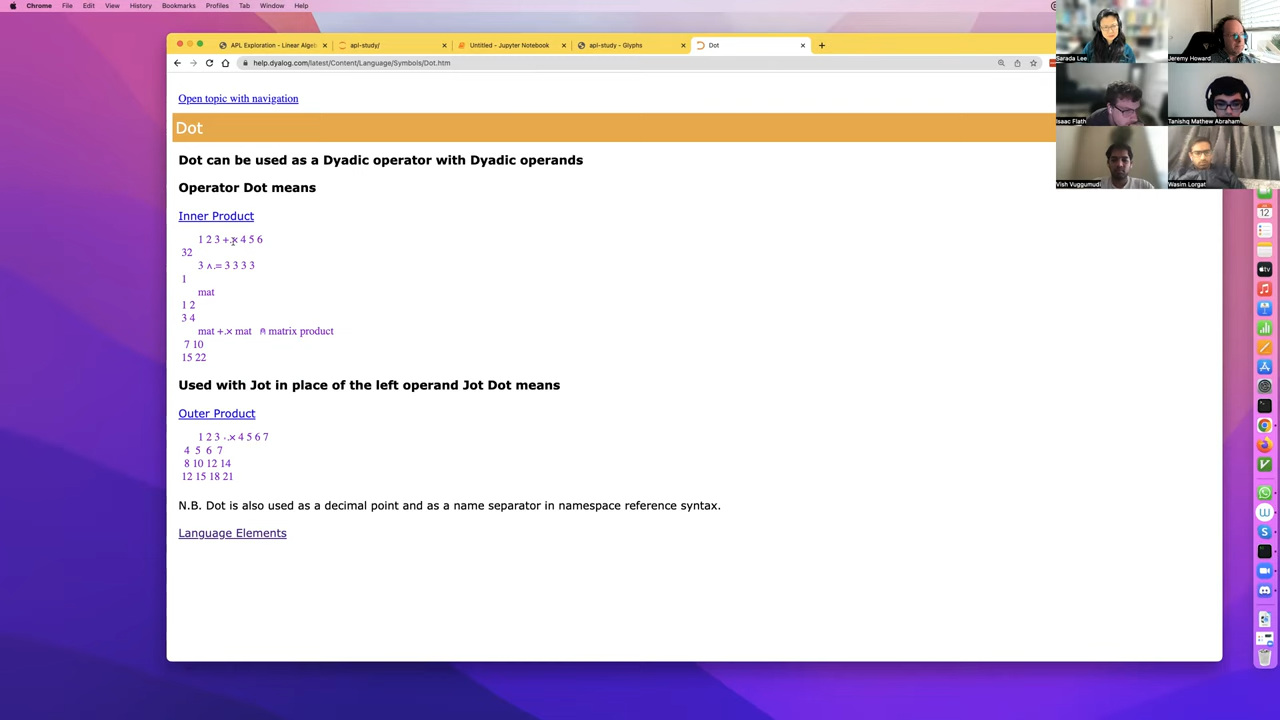 Chrome File Edit View History Bookmarks Profiles Tab Window Help
APL Exploration - Linear Algeb
apl-study/
Untitled - Jupyter Notebook
apl-study - Glyphs
Dot
help.dyalog.com/latest/Content/Language/Symbols/Dot.htm
Sarada Lee
Jeremy Howard
Isaac Flath
Tanishq Mathew Abraham
Vish Vuggumudi
Wasim Lorgat
12
Open topic with navigation
Dot
Dot can be used as a Dyadic operator with Dyadic operands
Operator Dot means
Inner Product
1 2 3 +.× 4 5 6
32
3 ∧.= 3 3 3 3
1
mat
1 2
3 4
mat +.× mat ⍝ matrix product
7 10
15 22
Used with Jot in place of the left operand Jot Dot means
Outer Product
1 2 3 ∘.× 4 5 6 7
4 5 6 7
8 10 12 14
12 15 18 21
N.B. Dot is also used as a decimal point and as a name separator in namespace reference syntax.
Language Elements